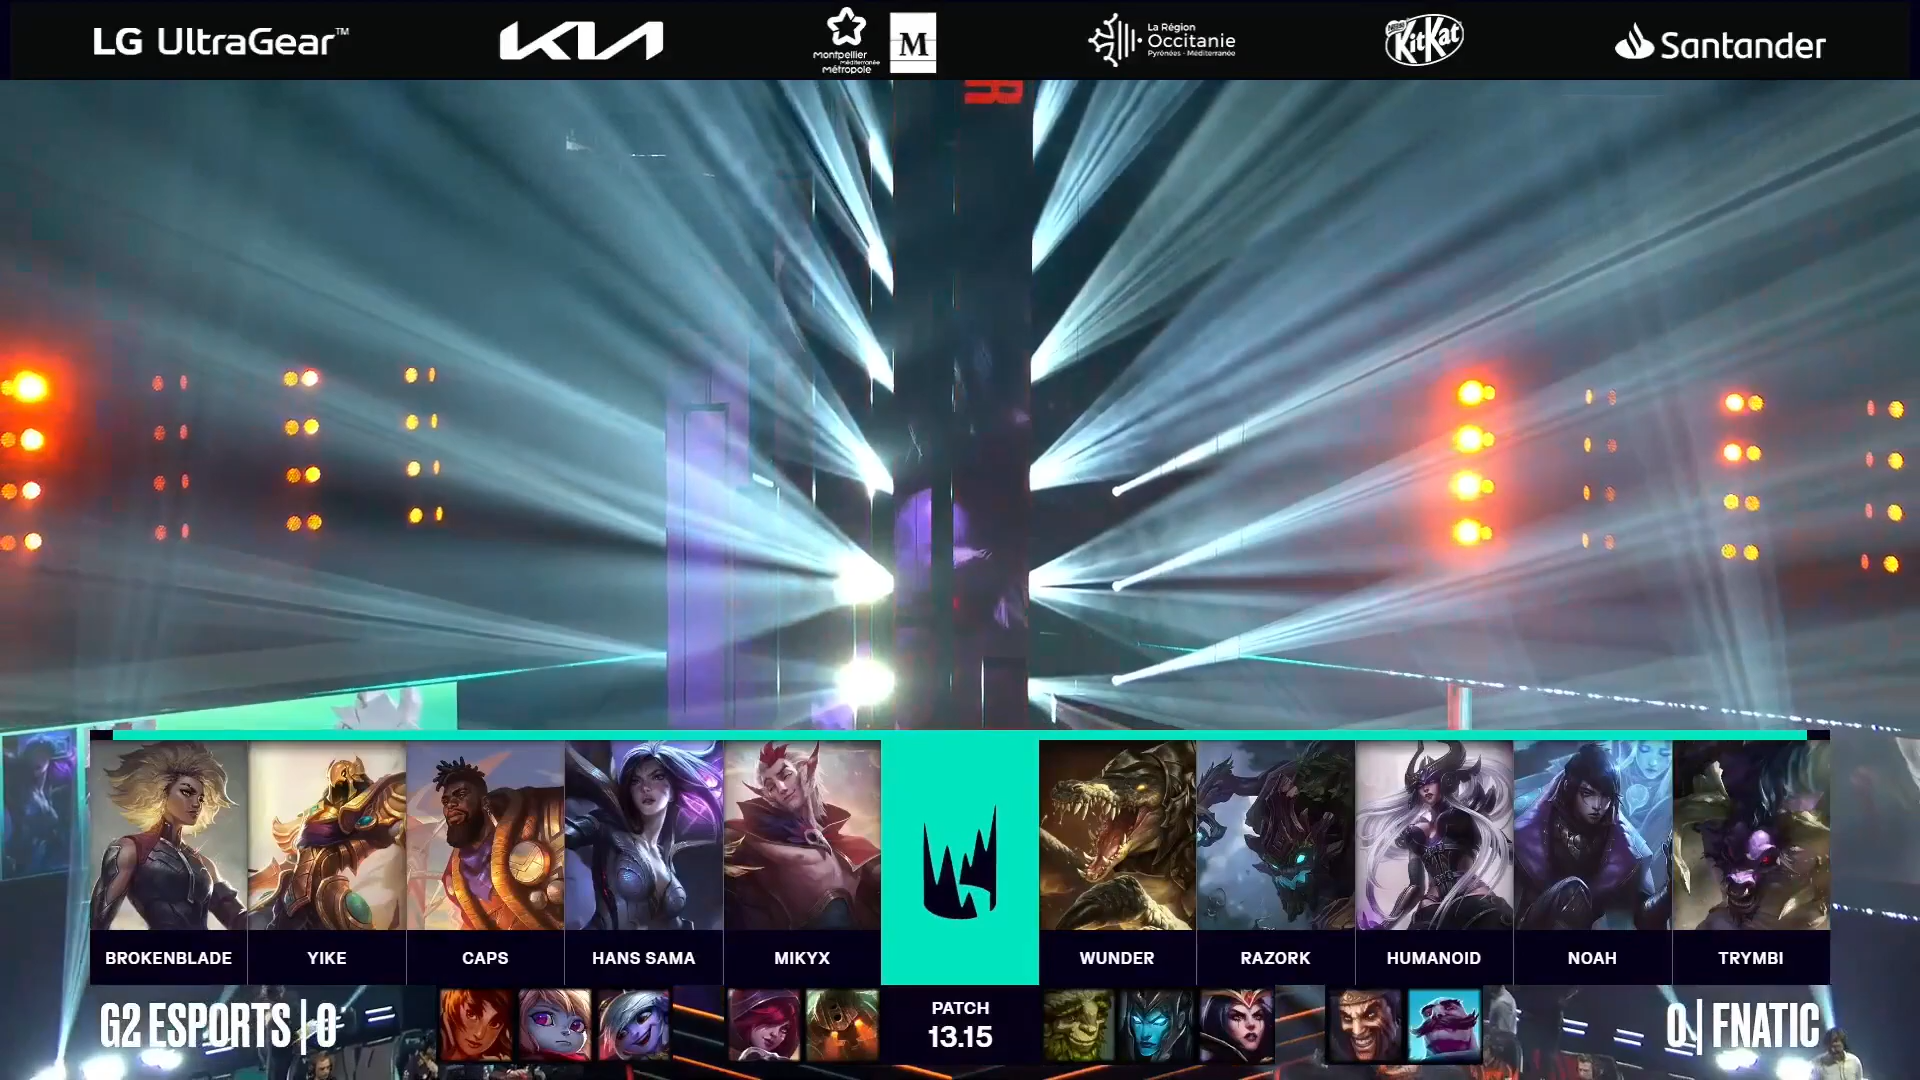 LG UltraGear™
KIA
montpellier
méditerranée
métropole
M
La Région
Occitanie
Pyrénées - Méditerranée
KitKat
Santander
R
BROKENBLADE
YIKE
CAPS
HANS SAMA
MIKYX
WUNDER
RAZORK
HUMANOID
NOAH
TRYMBI
G2 ESPORTS | 0
PATCH
13.15
0 | FNATIC